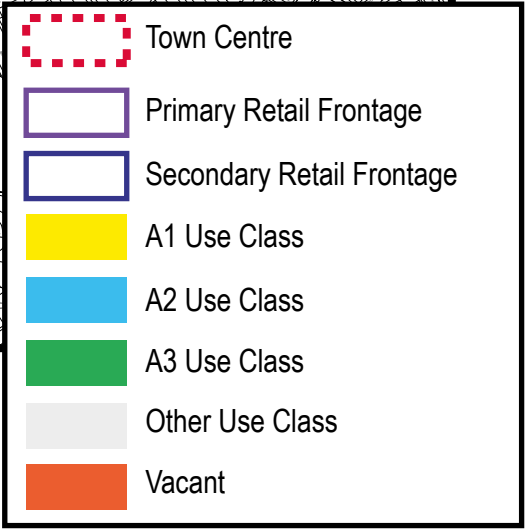 Town Centre
Primary Retail Frontage
Secondary Retail Frontage
A1 Use Class
A2 Use Class
A3 Use Class
Other Use Class
Vacant